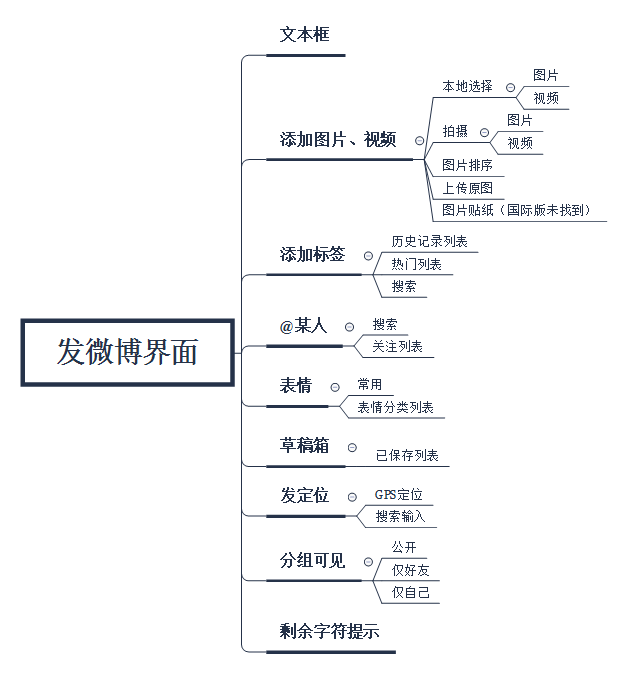 发微博界面
文本框
添加图片、视频
本地选择
图片
视频
拍摄
图片
视频
图片排序
上传原图
图片贴纸（国际版未找到）
添加标签
历史记录列表
热门列表
搜索
@某人
搜索
关注列表
表情
常用
表情分类列表
草稿箱
已保存列表
发定位
GPS定位
搜索输入
分组可见
公开
仅好友
仅自己
剩余字符提示